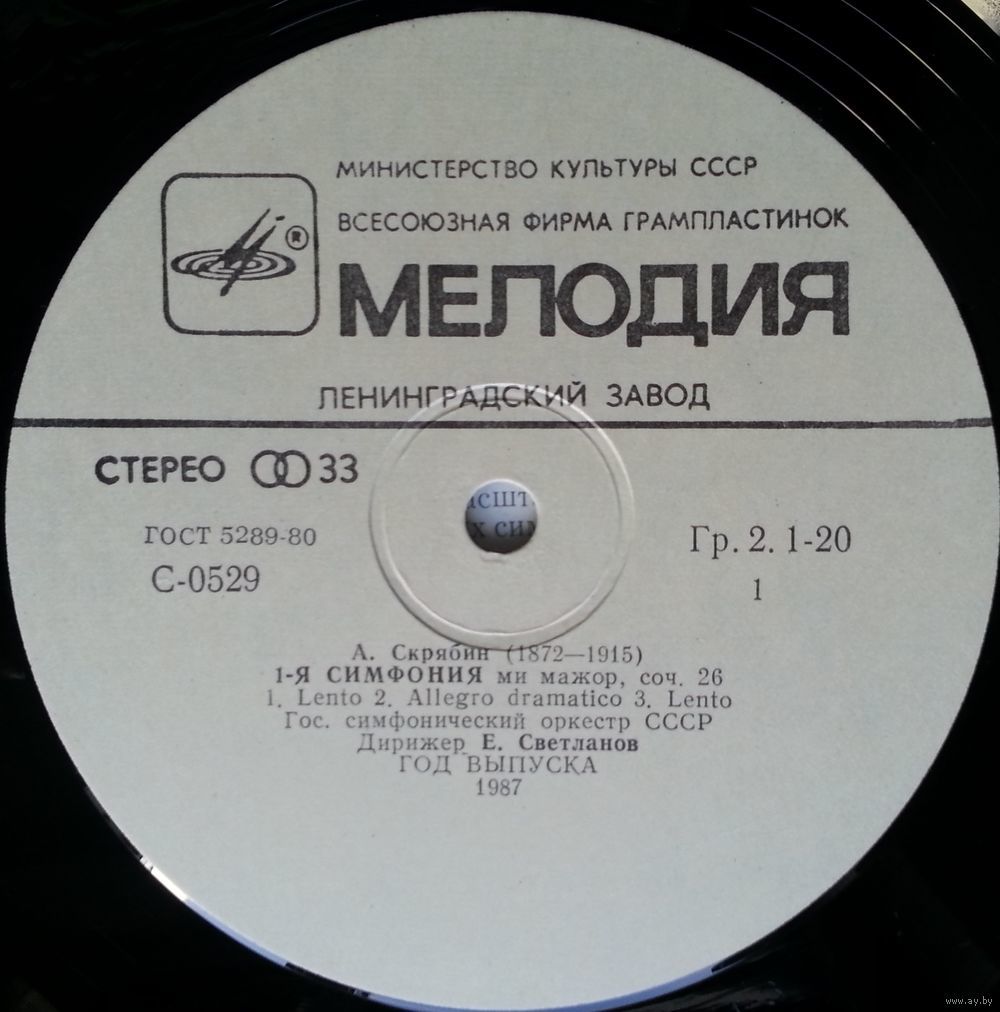 МИНИСТЕРСТВО КУЛЬТУРЫ СССР
ВСЕСОЮЗНАЯ ФИРМА ГРАМПЛАСТИНОК
®
МЕЛОДИЯ
ЛЕНИНГРАДСКИЙ ЗАВОД
СТЕРЕО 33
ГОСТ 5289-80
С-0529
Гр. 2. 1-20
1
А. Скрябин (1872—1915)
1-Я СИМФОНИЯ ми мажор, соч. 26
1. Lento 2. Allegro dramatico 3. Lento
Гос. симфонический оркестр СССР
Дирижер Е. Светланов
ГОД ВЫПУСКА
1987
www.ay.by